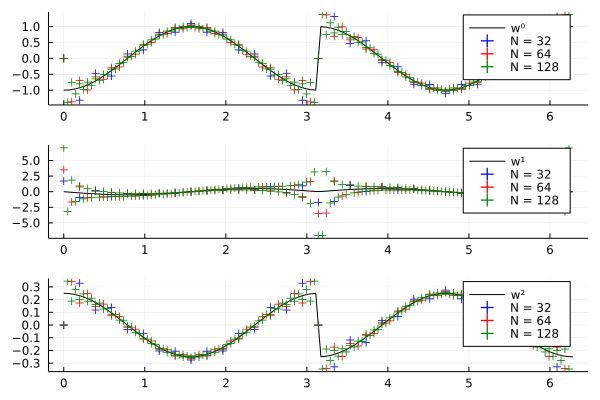 1.0
0.5
0.0
−0.5
−1.0
0 1 2 3 4 5 6
w⁰
N = 32
N = 64
N = 128
5.0
2.5
0.0
−2.5
−5.0
0 1 2 3 4 5 6
w¹
N = 32
N = 64
N = 128
0.3
0.2
0.1
0.0
−0.1
−0.2
−0.3
0 1 2 3 4 5 6
w²
N = 32
N = 64
N = 128